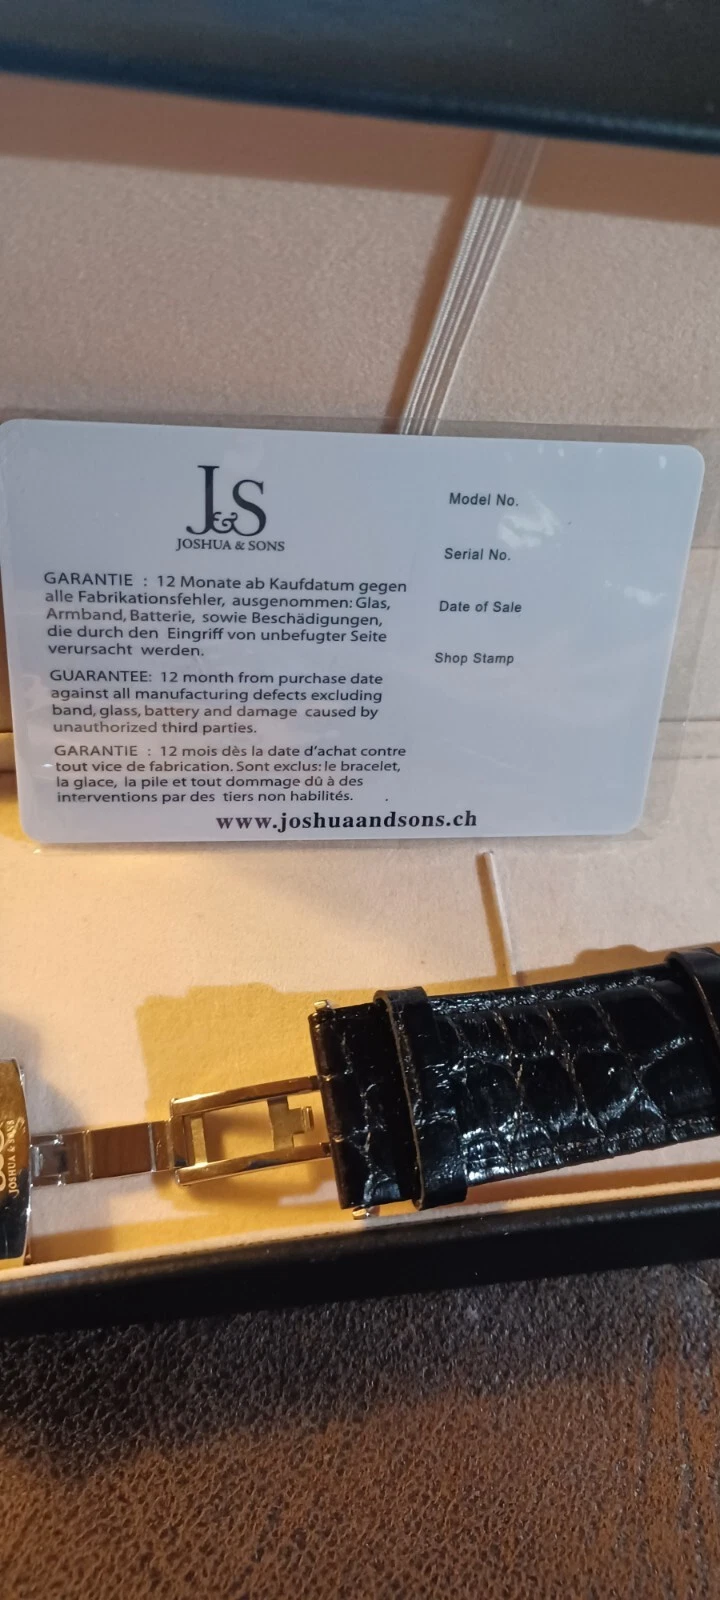 J&S
JOSHUA & SONS
GARANTIE : 12 Monate ab Kaufdatum gegen
alle Fabrikationsfehler, ausgenommen: Glas,
Armband, Batterie, sowie Beschädigungen,
die durch den Eingriff von unbefugter Seite
verursacht werden.
GUARANTEE: 12 month from purchase date
against all manufacturing defects excluding
band, glass, battery and damage caused by
unauthorized third parties.
GARANTIE : 12 mois dès la date d'achat contre
tout vice de fabrication. Sont exclus: le bracelet,
la glace, la pile et tout dommage dû à des
interventions par des tiers non habilités.
www.joshuaandsons.ch
Model No.
Serial No.
Date of Sale
Shop Stamp
JOSHUA & SONS